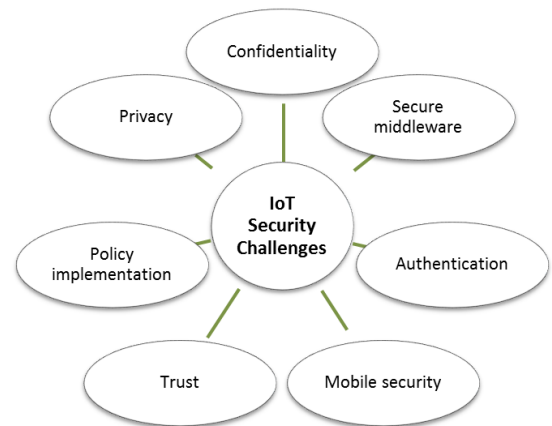 Confidentiality
Privacy
Secure
middleware
IoT
Security
Challenges
Policy
implementation
Authentication
Trust
Mobile security